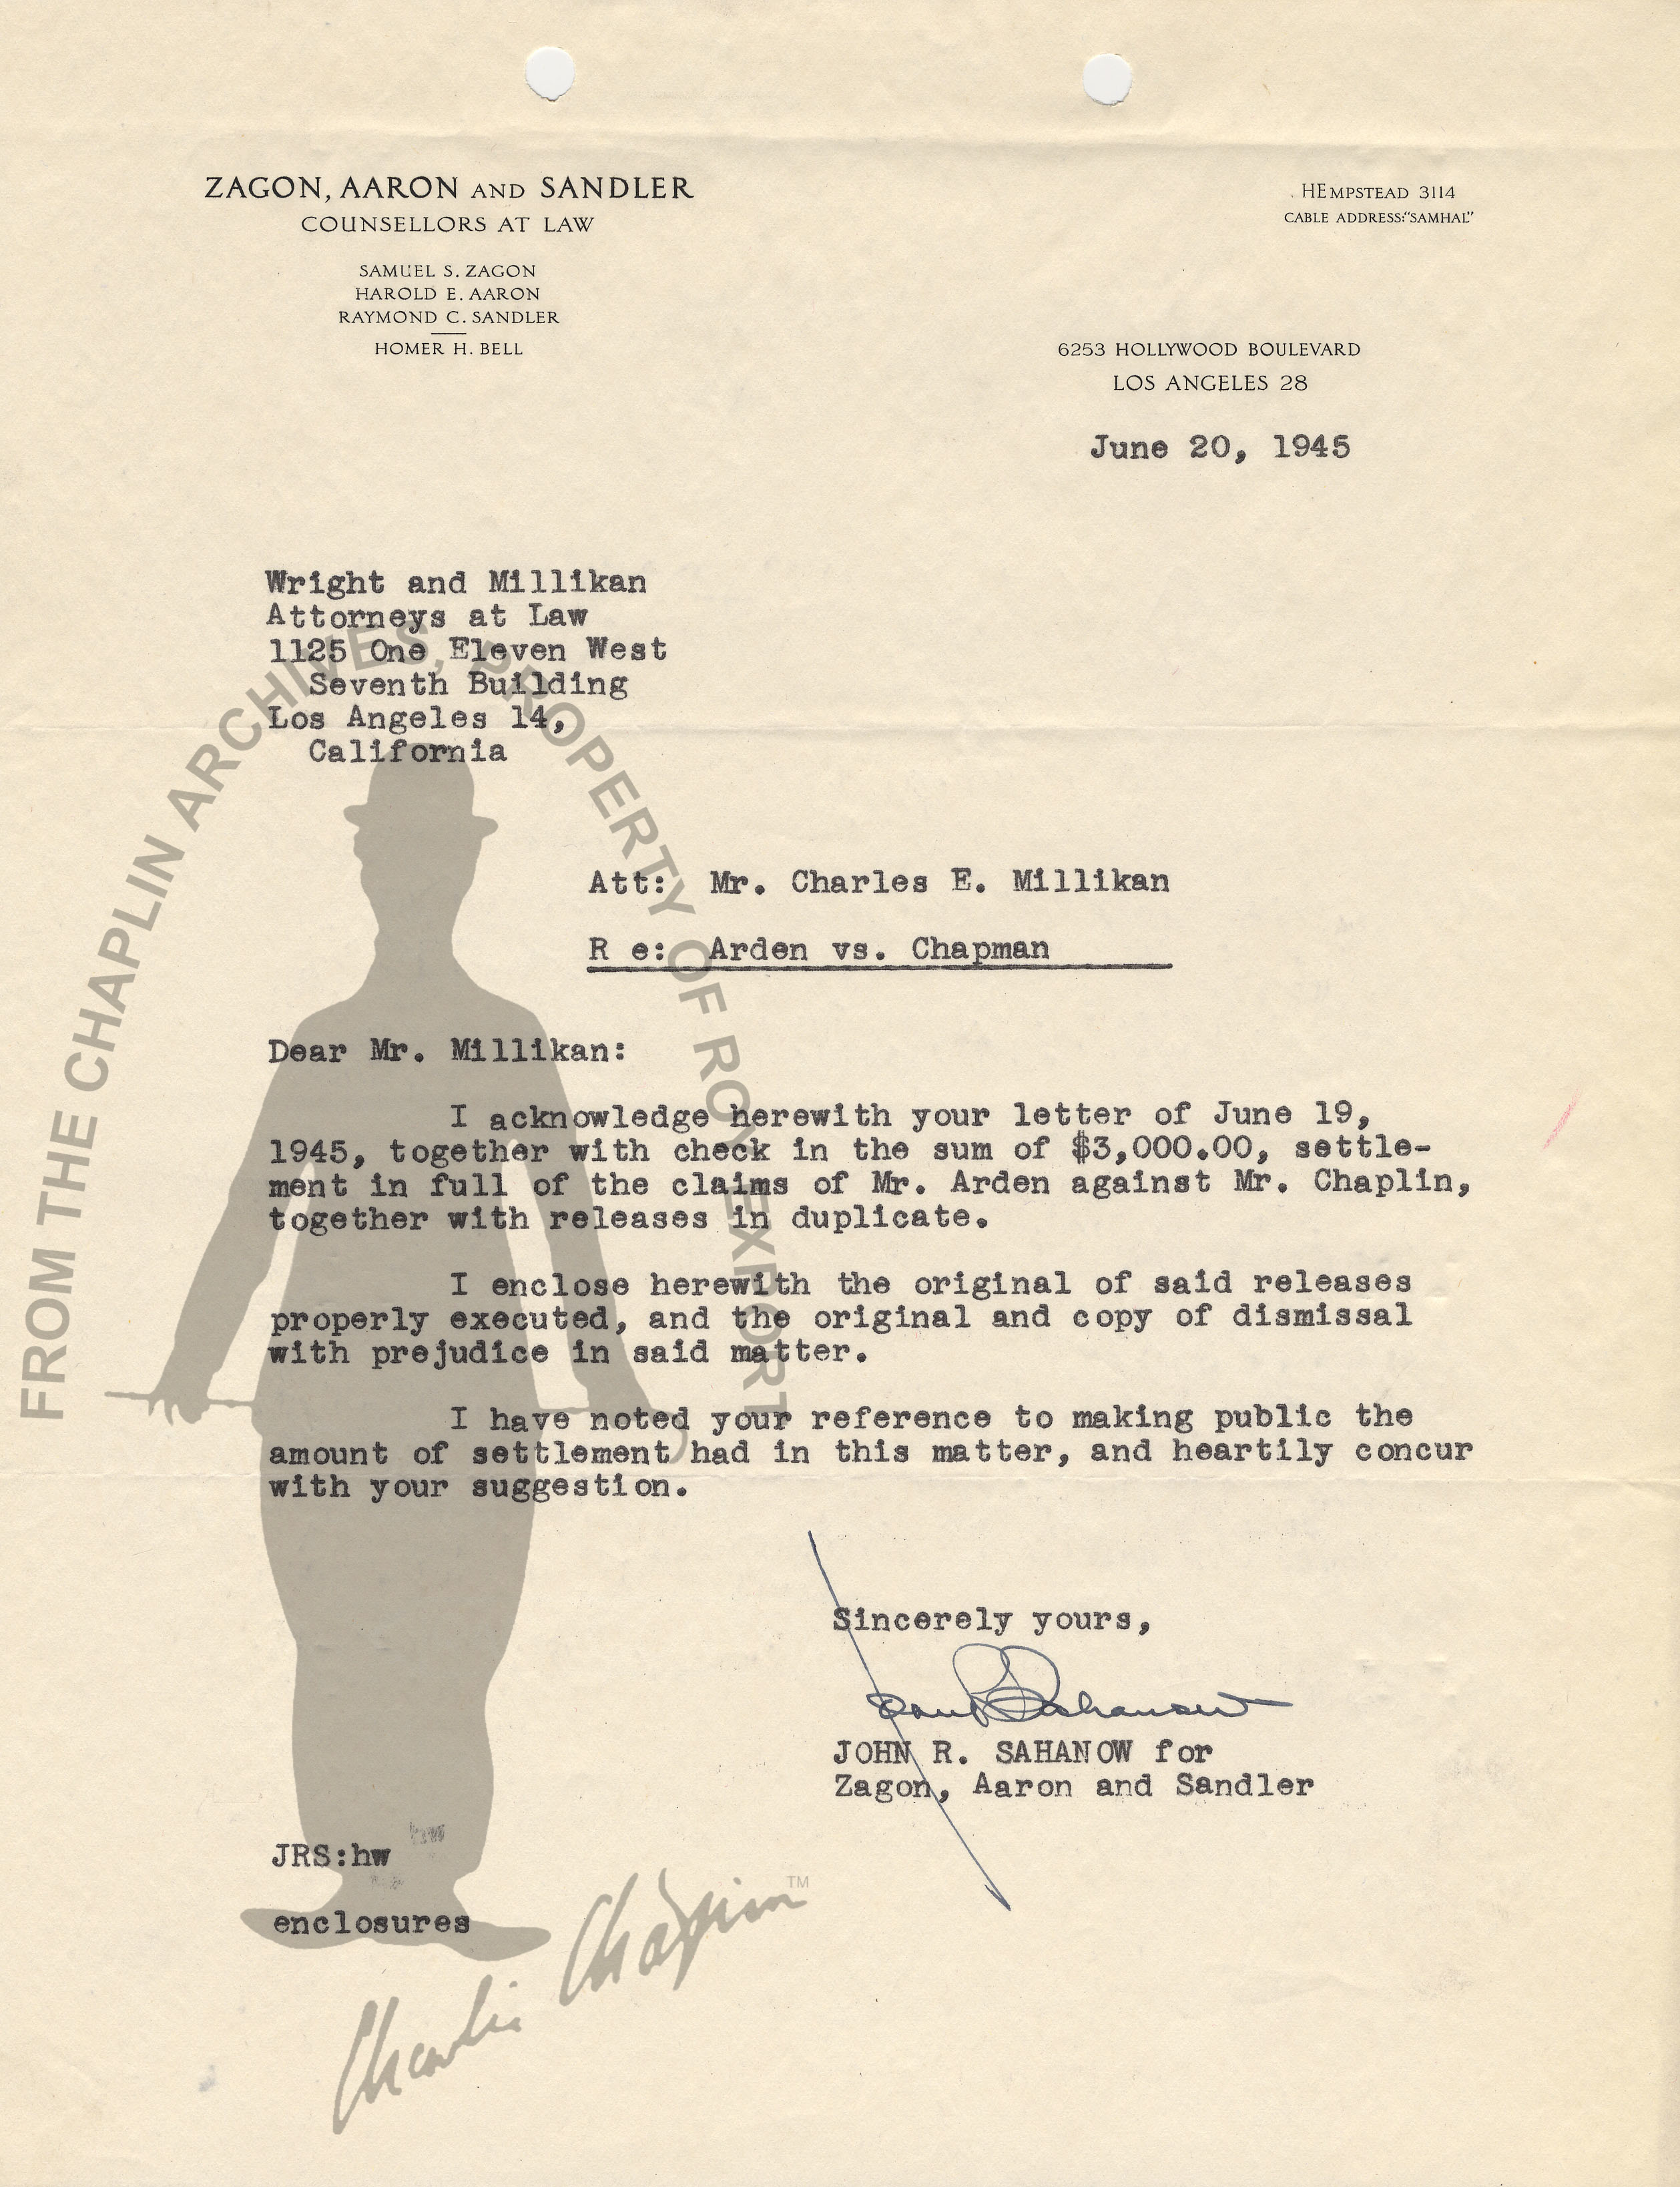 ZAGON, AARON AND SANDLER
COUNSELLORS AT LAW
SAMUEL S. ZAGON
HAROLD E. AARON
RAYMOND C. SANDLER
HOMER H. BELL
HEMPSTEAD 3114
CABLE ADDRESS: "SAMHAL"
6253 HOLLYWOOD BOULEVARD
LOS ANGELES 28
June 20, 1945
Wright and Millikan
Attorneys at Law
1125 One Eleven West
Seventh Building
Los Angeles 14,
California
Att: Mr. Charles E. Millikan
R e: Arden vs. Chapman
Dear Mr. Millikan:
I acknowledge herewith your letter of June 19,
1945, together with check in the sum of $3,000.00, settle-
ment in full of the claims of Mr. Arden against Mr. Chaplin,
together with releases in duplicate.
I enclose herewith the original of said releases
properly executed, and the original and copy of dismissal
with prejudice in said matter.
I have noted your reference to making public the
amount of settlement had in this matter, and heartily concur
with your suggestion.
Sincerely yours,
JOHN R. SAHANOW for
Zagon, Aaron and Sandler
hw
JRS:hw
enclosures
FROM THE CHAPLIN ARCHIVES, PROPERTY OF ROY EXPORT
Charlie Chaplin TM